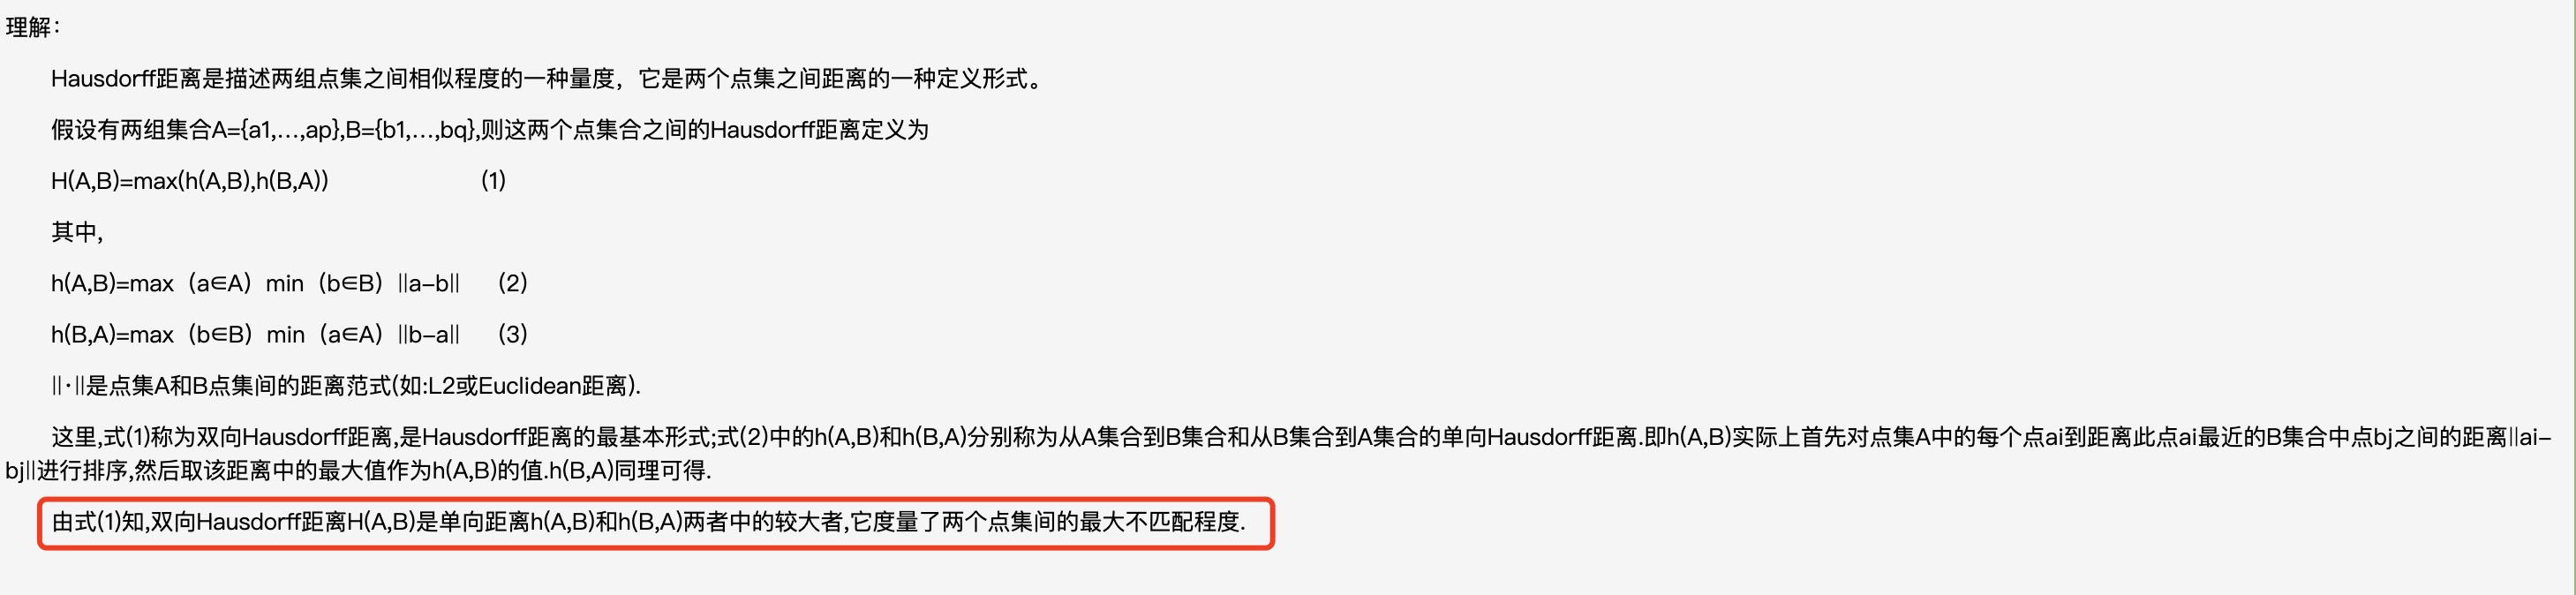 理解：
Hausdorff距离是描述两组点集之间相似程度的一种量度，它是两个点集之间距离的一种定义形式。
假设有两组集合A={a1,…,ap},B={b1,…,bq},则这两个点集合之间的Hausdorff距离定义为
H(A,B)=max(h(A,B),h(B,A)) (1)
其中,
h(A,B)=max（a∈A）min（b∈B）‖a−b‖ (2)
h(B,A)=max（b∈B）min（a∈A）‖b−a‖ (3)
‖·‖是点集A和B点集间的距离范式(如:L2或Euclidean距离).
这里,式(1)称为双向Hausdorff距离,是Hausdorff距离的最基本形式;式(2)中的h(A,B)和h(B,A)分别称为从A集合到B集合和从B集合到A集合的单向Hausdorff距离.即h(A,B)实际上首先对点集A中的每个点ai到距离此点ai最近的B集合中点bj之间的距离‖ai−
bj‖进行排序,然后取该距离中的最大值作为h(A,B)的值.h(B,A)同理可得.
由式(1)知,双向Hausdorff距离H(A,B)是单向距离h(A,B)和h(B,A)两者中的较大者,它度量了两个点集间的最大不匹配程度.